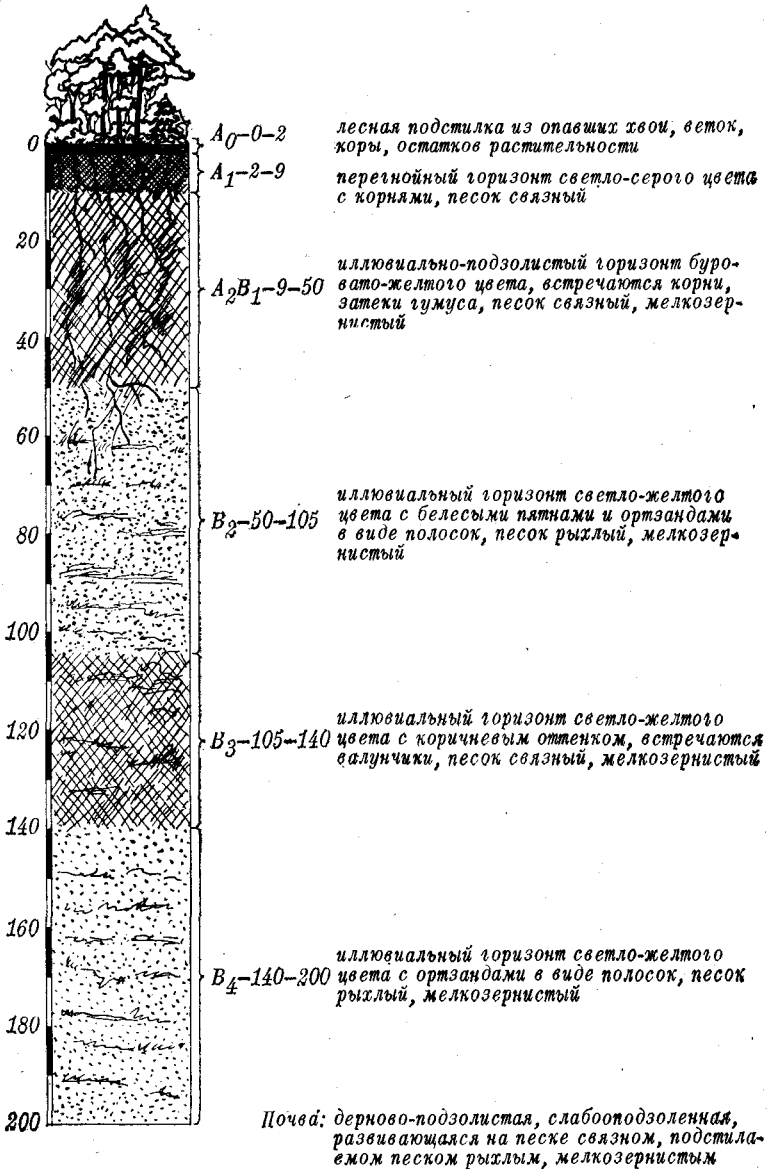 0
A0-0-2
лесная подстилка из опавших хвои, веток,
коры, остатков растительности
A1-2-9
перегнойный горизонт светло-серого цвета
с корнями, песок связный
20
A2B1-9-50
иллювиально-подзолистый горизонт буро-
вато-желтого цвета, встречаются корни,
затеки гумуса, песок связный, мелкозер-
нистый
40
60
80
B2-50-105
иллювиальный горизонт светло-желтого
цвета с белесыми пятнами и ортзандами
в виде полосок, песок рыхлый, мелкозер-
нистый
100
120
B3-105-140
иллювиальный горизонт светло-желтого
цвета с коричневым оттенком, встречаются
валунчики, песок связный, мелкозернистый
140
160
B4-140-200
иллювиальный горизонт светло-желтого
цвета с ортзандами в виде полосок, песок
рыхлый, мелкозернистый
180
200
Почва: дерново-подзолистая, слабооподзоленная,
развивающаяся на песке связном, подстила-
емом песком рыхлым, мелкозернистым